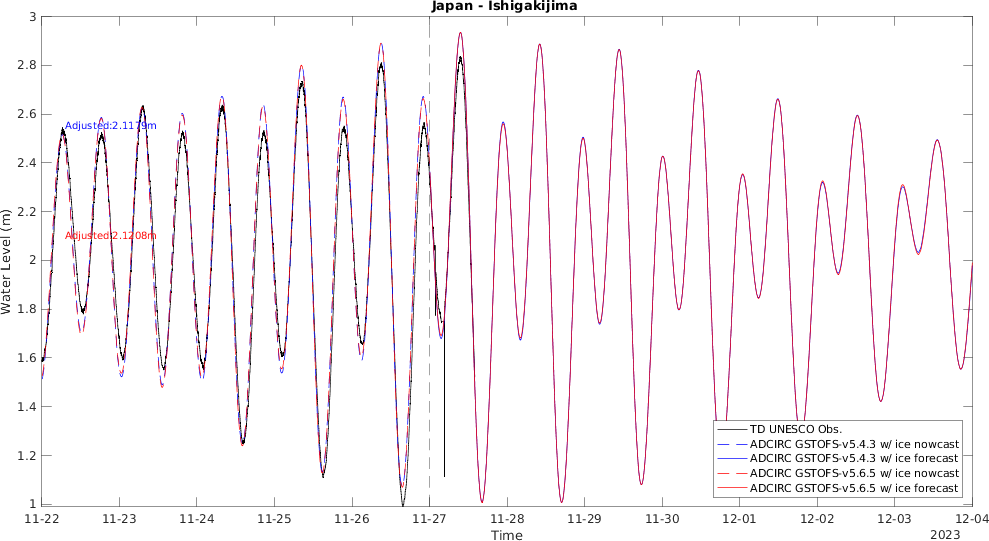 Japan - Ishigakijima
3
2.8
2.6
2.4
2.2
2
1.8
1.6
1.4
1.2
1
Water Level (m)
Adjusted:2.1179m
Adjusted:2.1208m
TD UNESCO Obs.
ADCIRC GSTOFS-v5.4.3 w/ ice nowcast
ADCIRC GSTOFS-v5.4.3 w/ ice forecast
ADCIRC GSTOFS-v5.6.5 w/ ice nowcast
ADCIRC GSTOFS-v5.6.5 w/ ice forecast
11-22 11-23 11-24 11-25 11-26 11-27 11-28 11-29 11-30 12-01 12-02 12-03 12-04
Time
2023